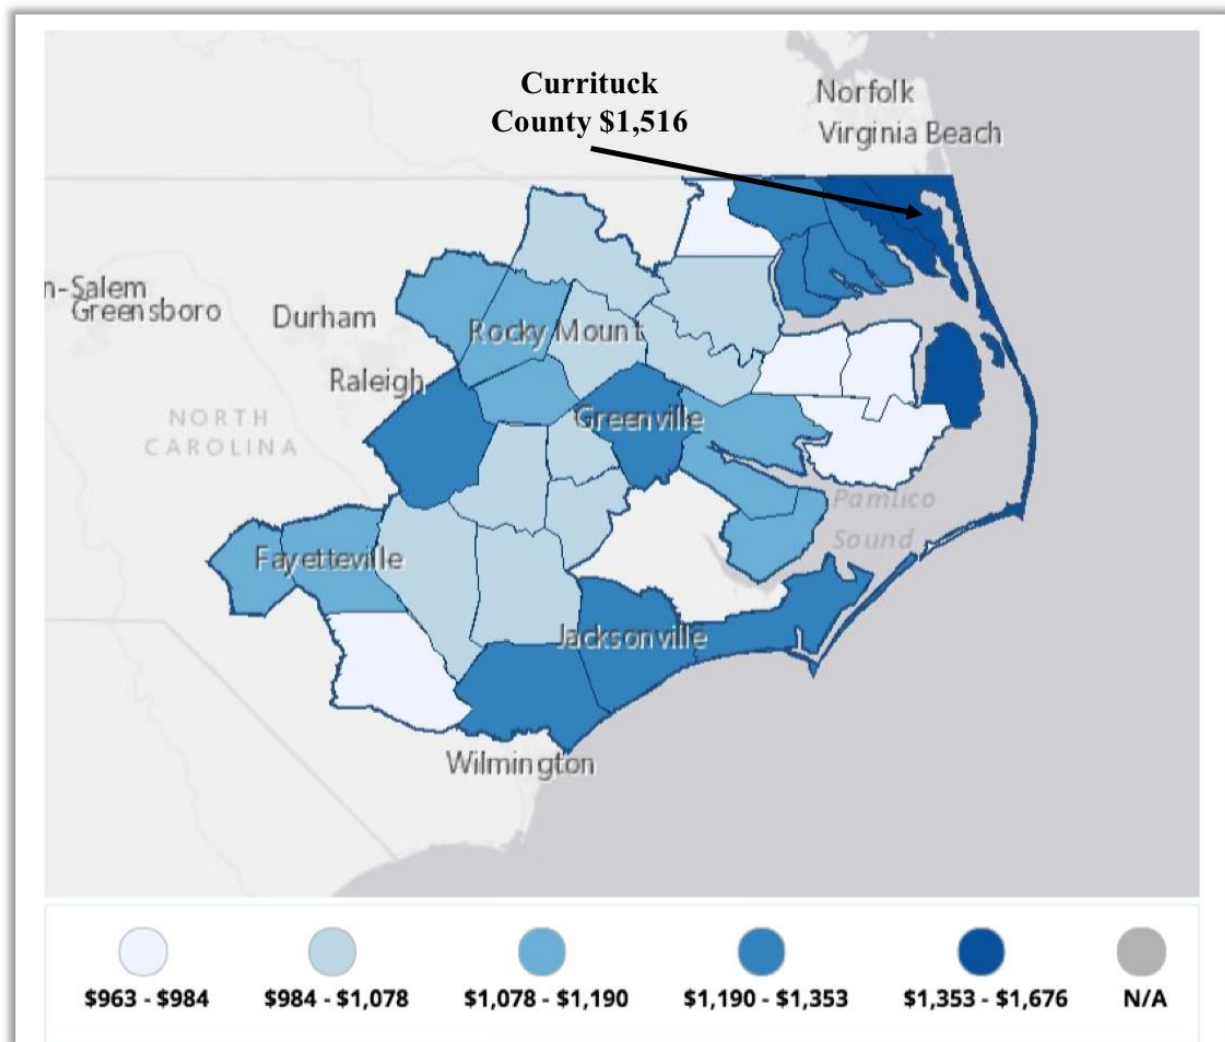 Currituck
County $1,516
Norfolk
Virginia Beach
n-Salem
Greensboro
Durham
Rocky Mount
Raleigh
NORTH
CAROLINA
Greenville
Pamlico
Sound
Fayetteville
Jacksonville
Wilmington
$963 - $984
$984 - $1,078
$1,078 - $1,190
$1,190 - $1,353
$1,353 - $1,676
N/A